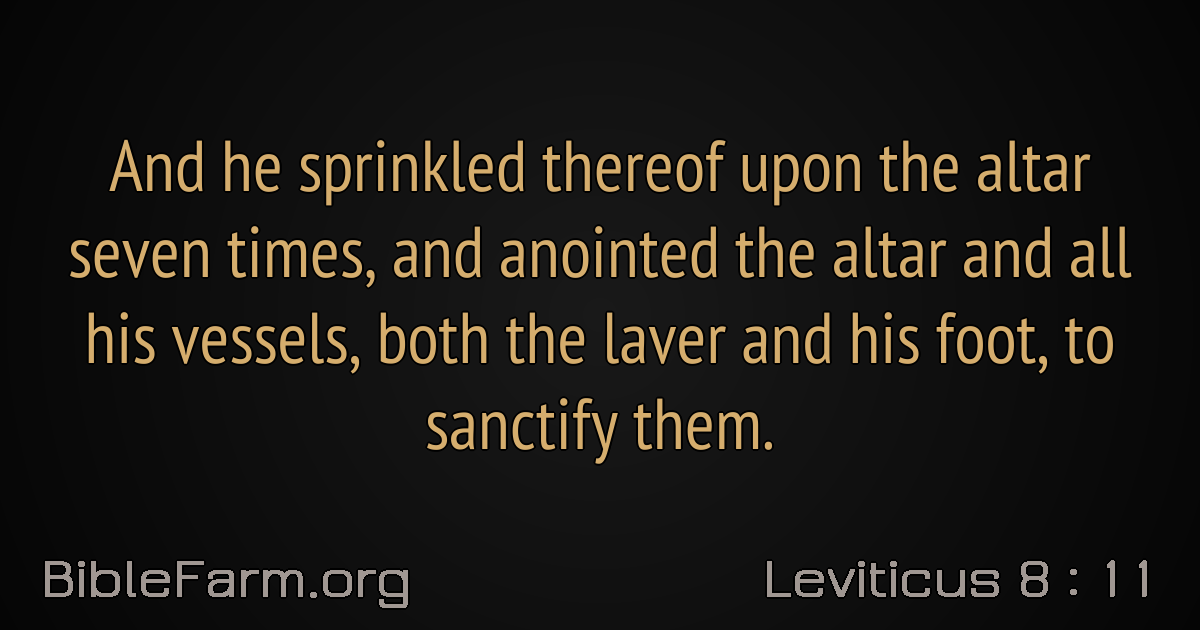 And he sprinkled thereof upon the altar
seven times, and anointed the altar and all
his vessels, both the laver and his foot, to
sanctify them.
BibleFarm.org
Leviticus 8 : 11